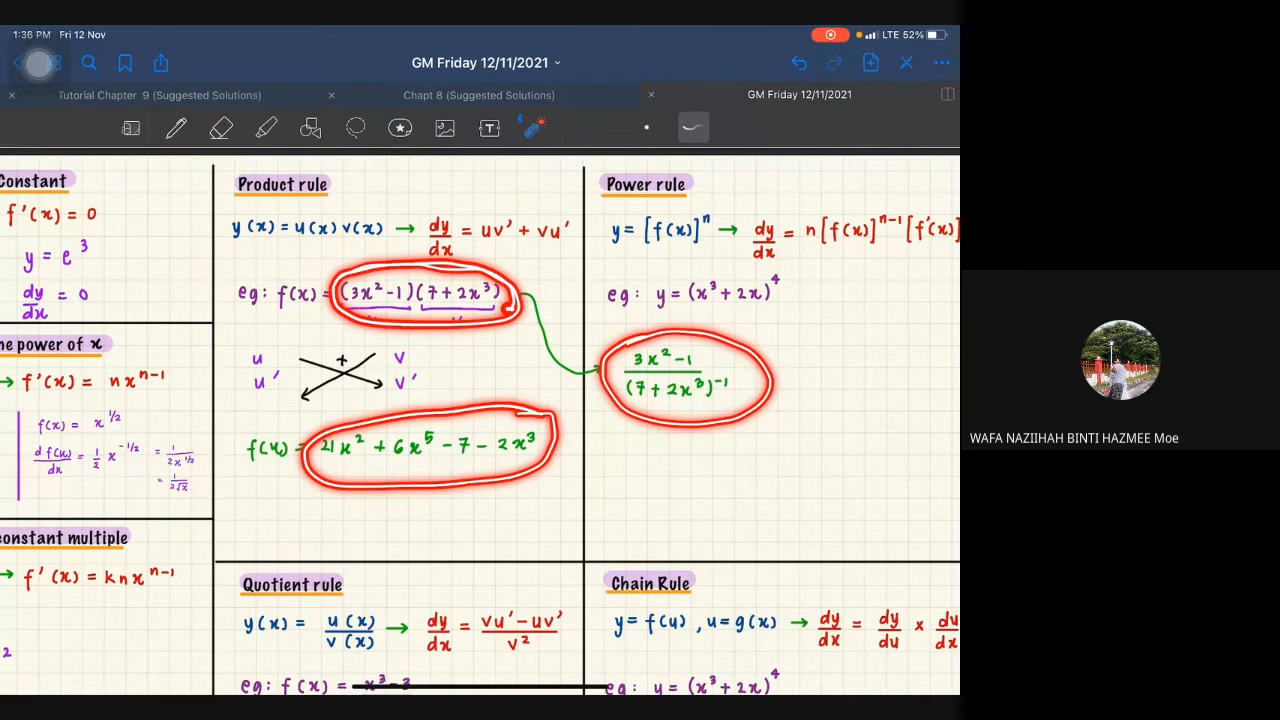 1:36 PM Fri 12 Nov
LTE 52%
GM Friday 12/11/2021
Tutorial Chapter 9 (Suggested Solutions)
Chapt 8 (Suggested Solutions)
GM Friday 12/11/2021
Constant
f'(x) = 0
y = e³
dy/dx = 0
he power of x
→ f'(x) = nxⁿ⁻¹
f(x) = x^1/2
df(x)/dx = 1/2 x^-1/2 = 1/2x^1/2
= 1/2√x
constant multiple
→ f'(x) = knxⁿ⁻¹
2
Product rule
y(x) = u(x) v(x) → dy/dx = uv' + vu'
eg: f(x) = (3x² -1)(7 + 2x³)
u + v
u' v'
f(x) = 21x² + 6x⁵ - 7 - 2x³
Power rule
y = [f(x)]ⁿ → dy/dx = n[f(x)]ⁿ⁻¹ [f'(x)]
eg: y = (x³ + 2x)⁴
3x² -1
(7 + 2x³)⁻¹
Quotient rule
y(x) = u(x)/v(x) → dy/dx = vu' - uv'/v²
eg: f(x) = x³ - 3
Chain Rule
y = f(u), u = g(x) → dy/dx = dy/du × du
eg: y = (x³ + 2x)⁴
WAFA NAZIIHAH BINTI HAZMEE Moe